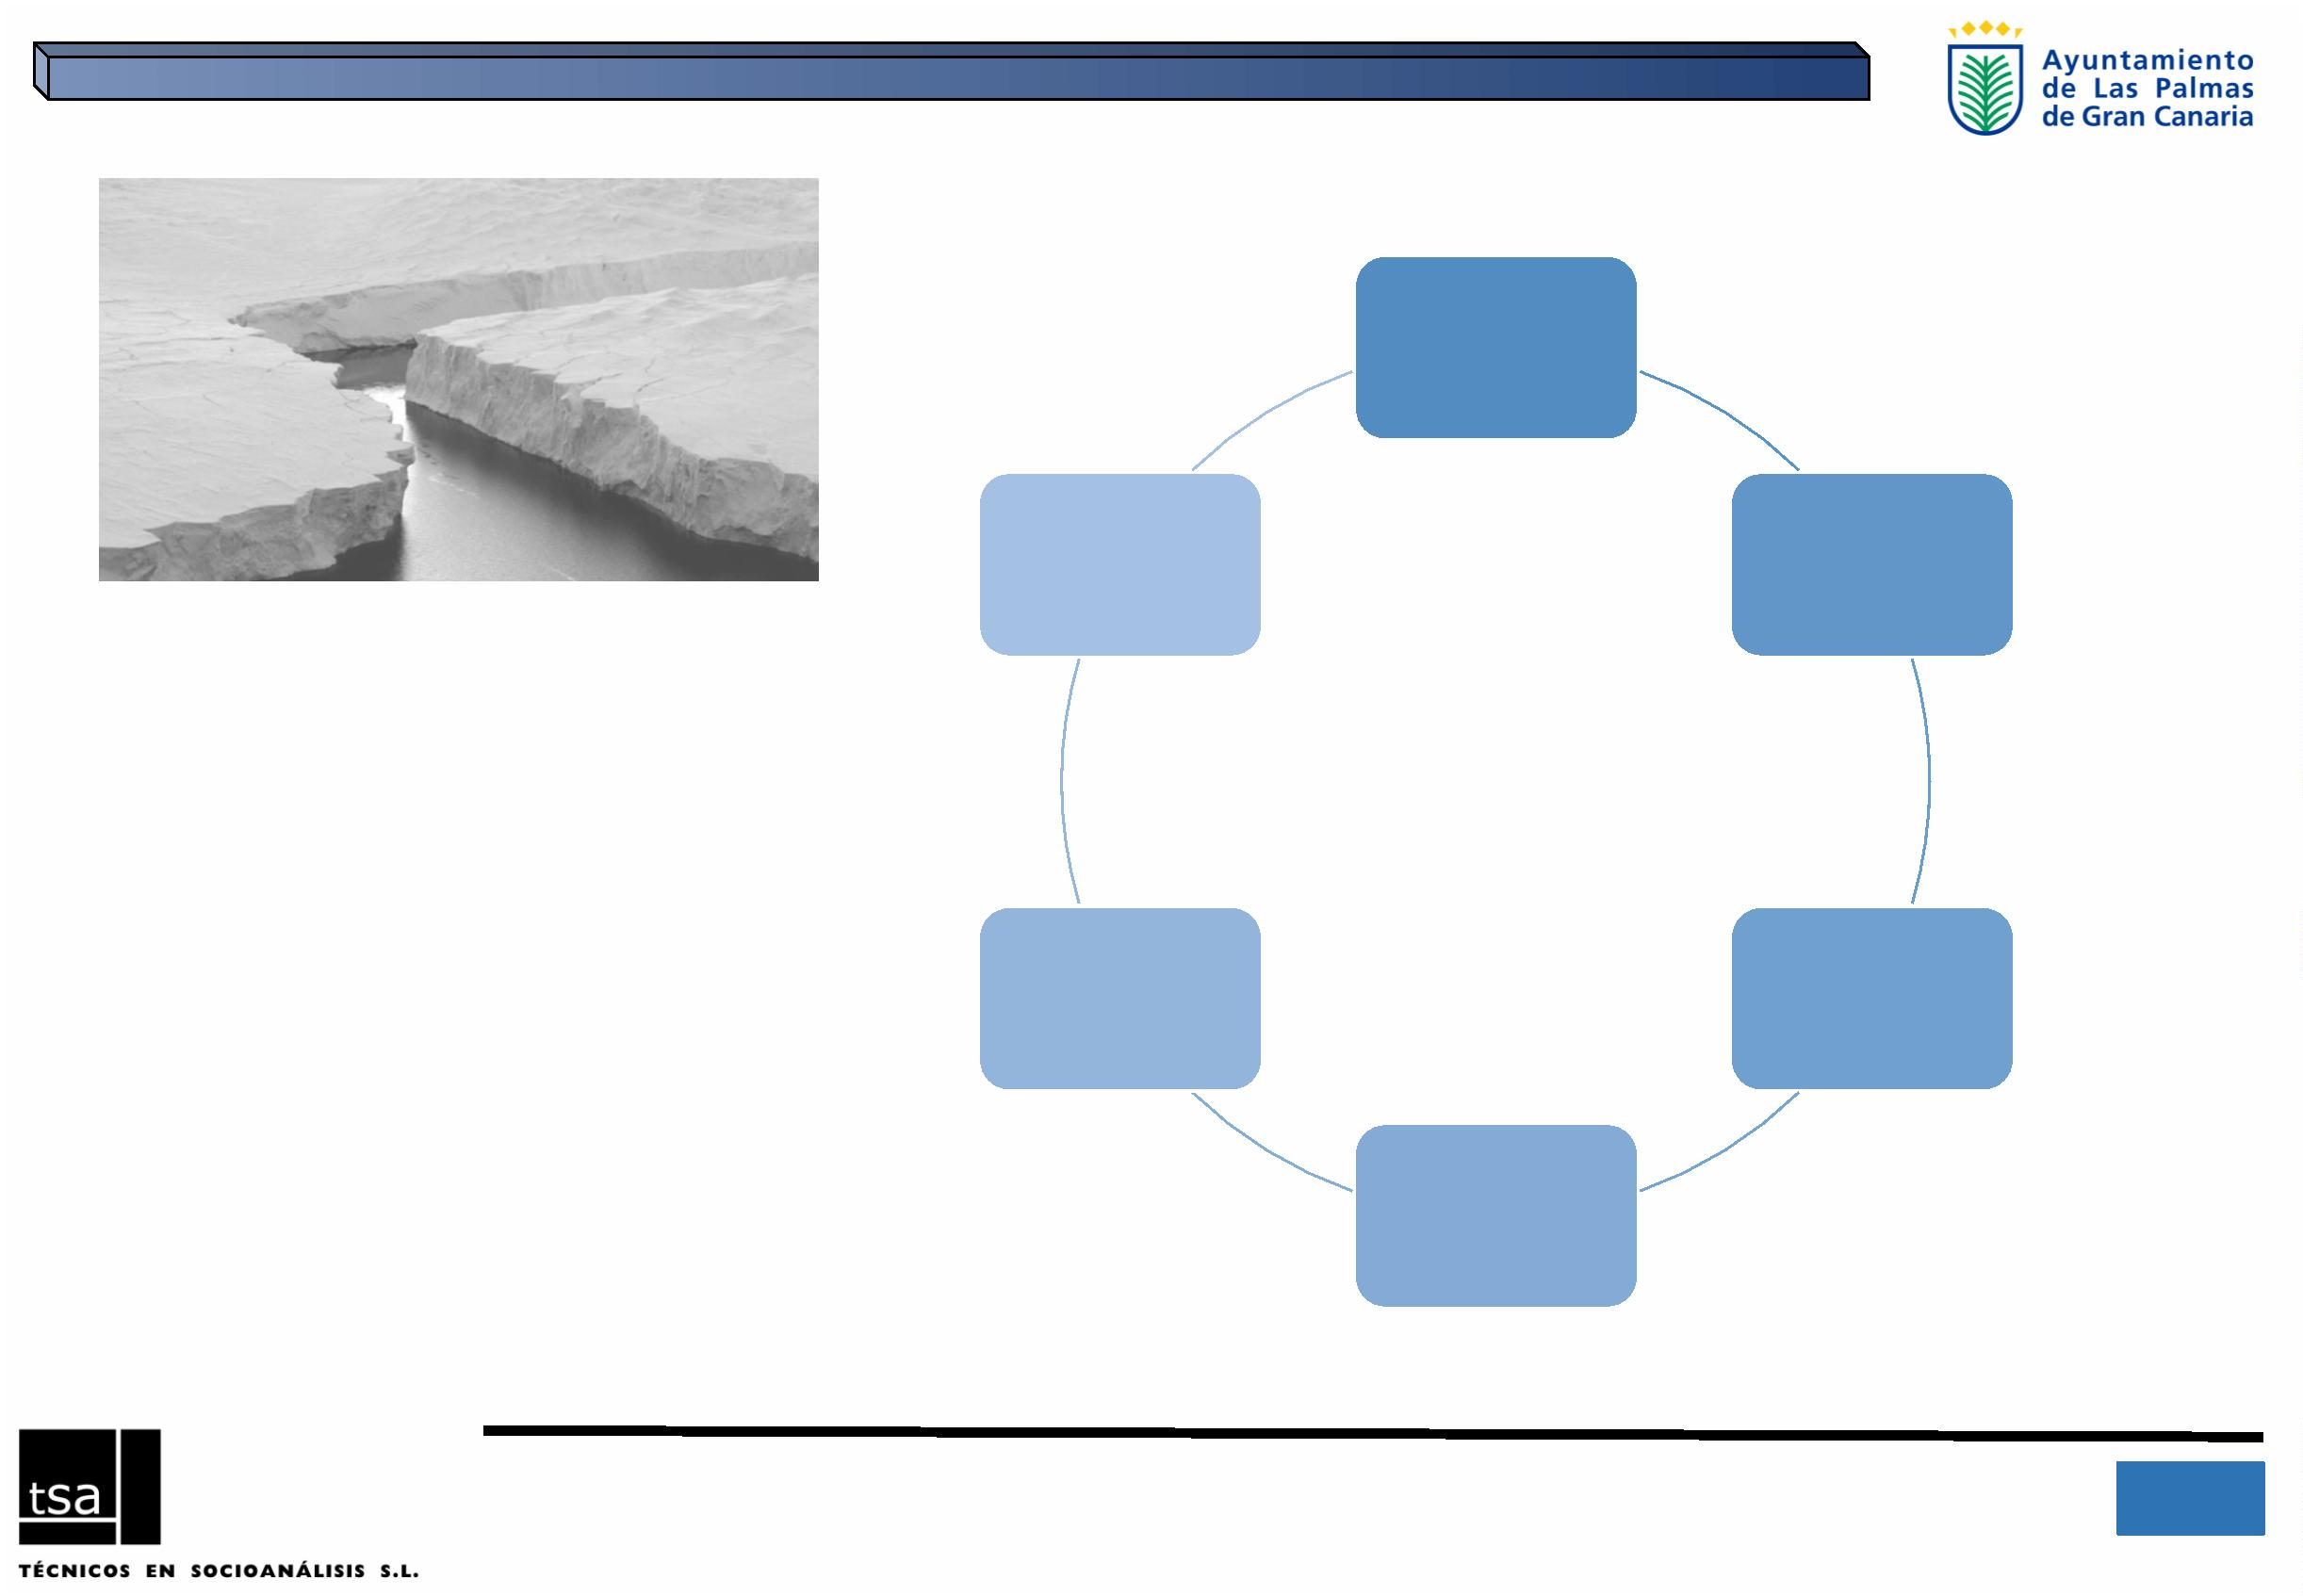 Ayuntamiento
de Las Palmas
de Gran Canaria
tsa
TÉCNICOS EN SOCIOANÁLISIS S.L.